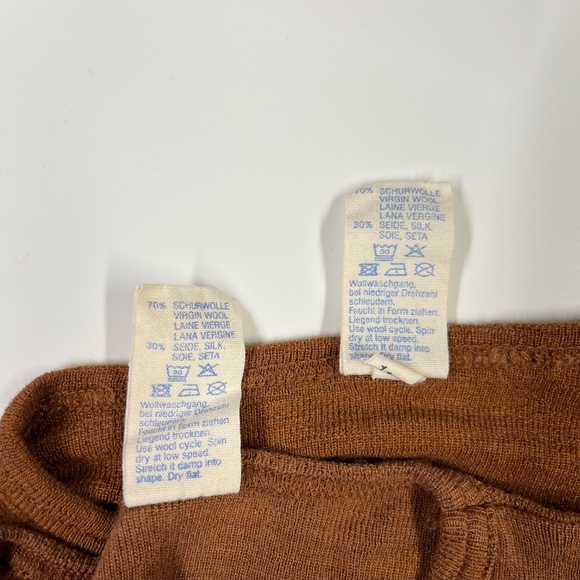 70% SCHURWOLLE
VIRGIN WOOL
LAINE VIERGE
LANA VERGINE
30% SEIDE, SILK,
SOIE, SETA
30
Wollwaschgang,
bei niedriger Drehzahl
schleudern.
Feucht in Form ziehen
Liegend trocknen.
Use wool cycle. Spin
dry at low speed.
Stretch it damp into
shape. Dry flat.
70% SCHURWOLLE
VIRGIN WOOL
LAINE VIERGE
LANA VERGINE
30% SEIDE, SILK,
SOIE, SETA
30
Wollwaschgang,
bei niedriger Drehzahl
schleudern.
Feucht in Form ziehen
Liegend trocknen.
Use wool cycle. Spin
dry at low speed.
Stretch it damp into
shape. Dry flat.